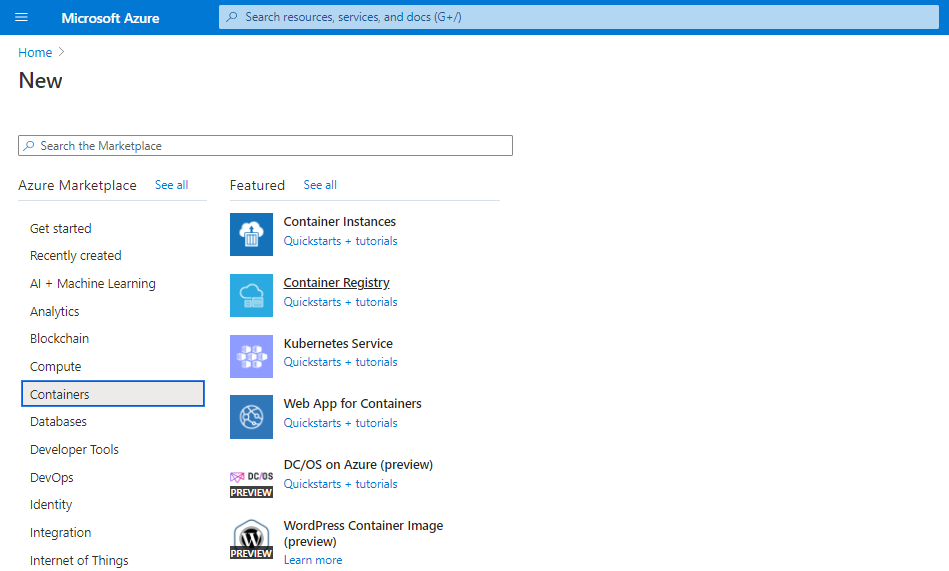 Microsoft Azure
Search resources, services, and docs (G+/)
Home
New
Search the Marketplace
Azure Marketplace See all
Get started
Recently created
AI + Machine Learning
Analytics
Blockchain
Compute
Containers
Databases
Developer Tools
DevOps
Identity
Integration
Internet of Things
Featured See all
Container Instances
Quickstarts + tutorials
Container Registry
Quickstarts + tutorials
Kubernetes Service
Quickstarts + tutorials
Web App for Containers
Quickstarts + tutorials
DC/OS
PREVIEW
DC/OS on Azure (preview)
Quickstarts + tutorials
W
PREVIEW
WordPress Container Image
(preview)
Learn more